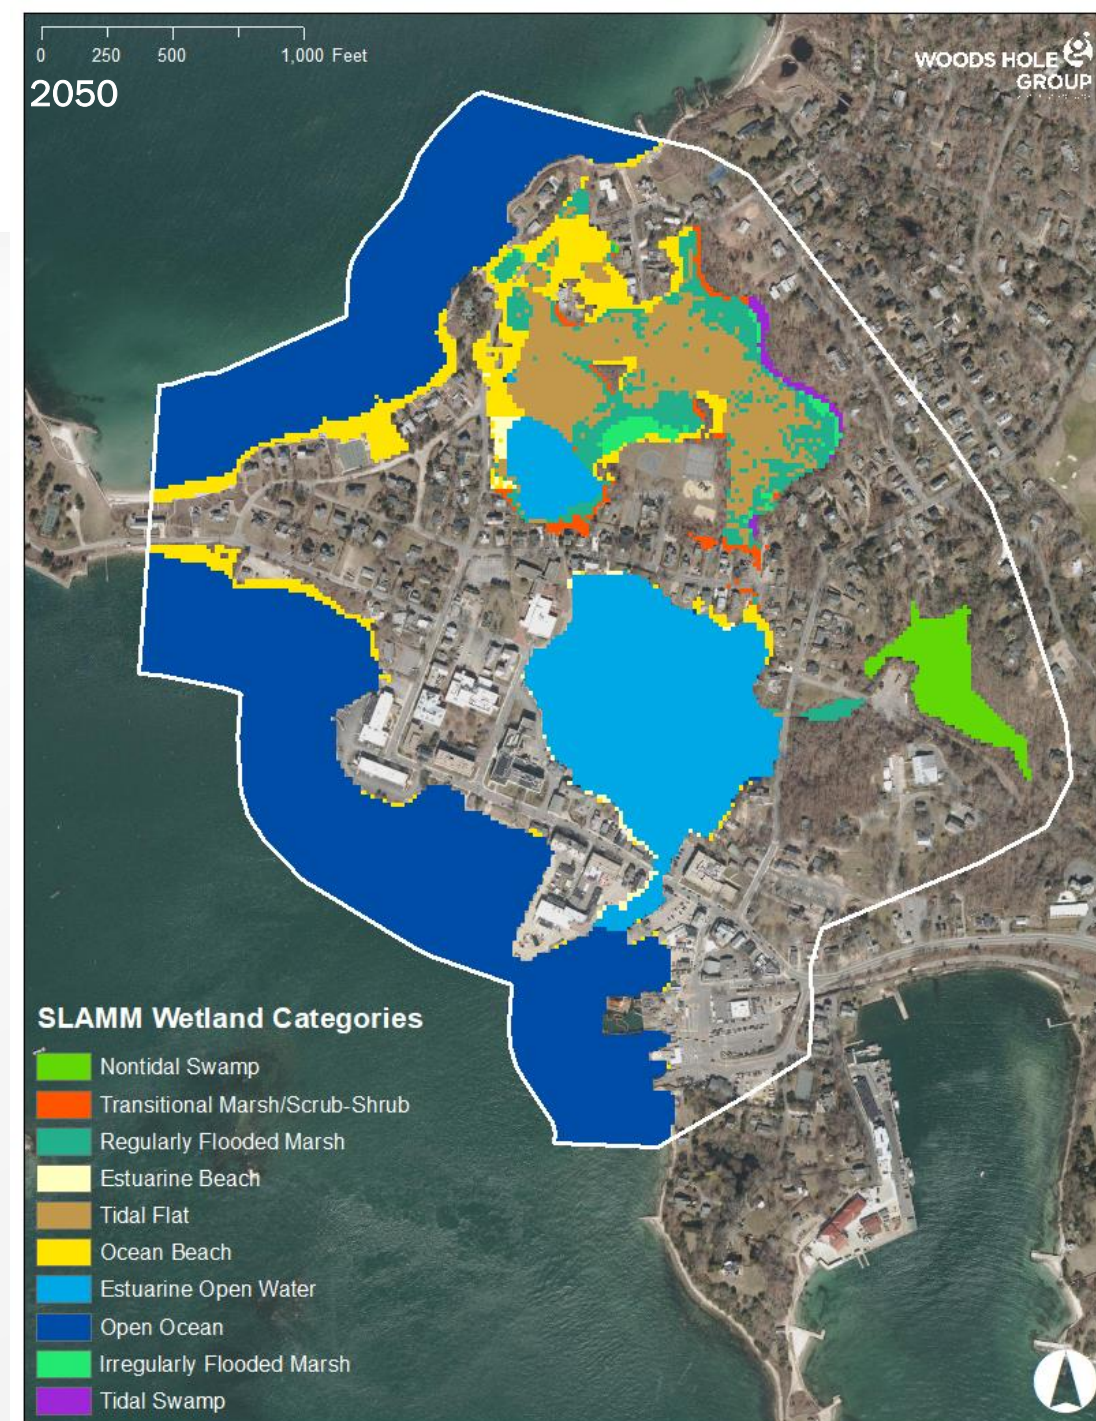 0 250 500 1,000 Feet
2050
WOODS HOLE
GROUP
SLAMM Wetland Categories
Nontidal Swamp
Transitional Marsh/Scrub-Shrub
Regularly Flooded Marsh
Estuarine Beach
Tidal Flat
Ocean Beach
Estuarine Open Water
Open Ocean
Irregularly Flooded Marsh
Tidal Swamp